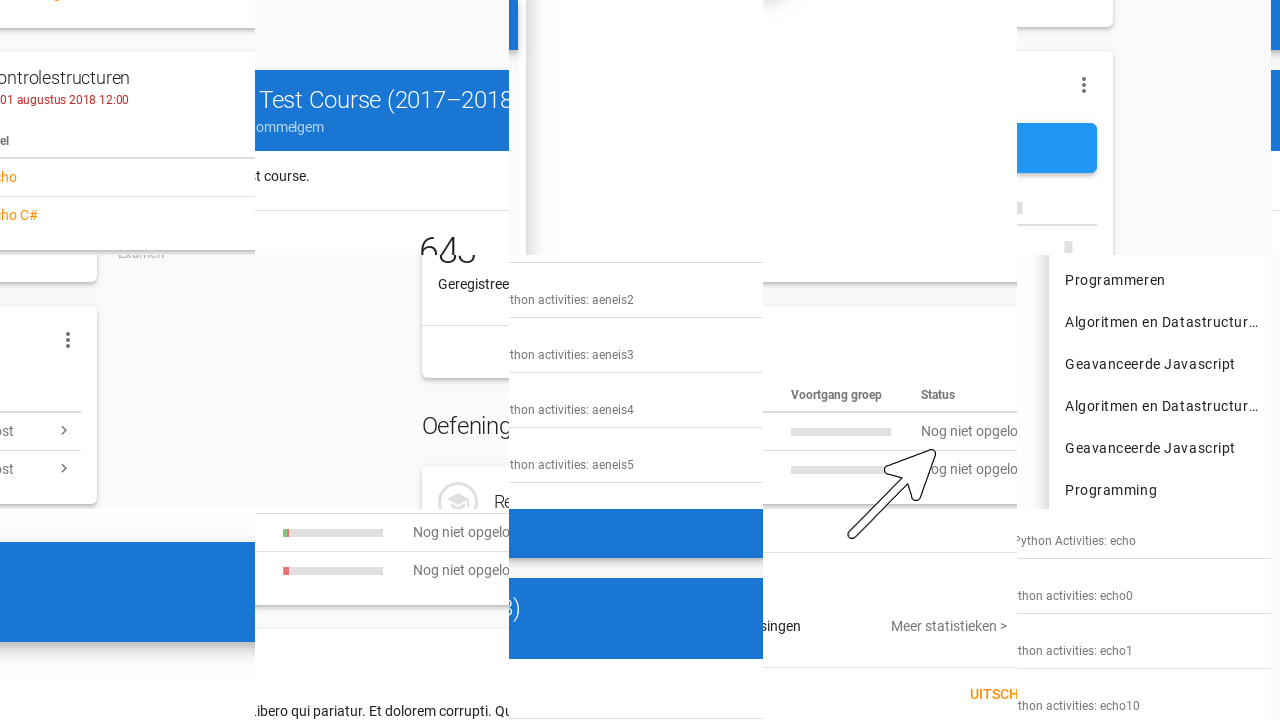 ontrolestructuren
01 augustus 2018 12:00
el
cho
cho C#
Test Course (2017–2018
ommelgem
st course.
Examen
ost
ost
Geregistree
Oefening
Re
thon activities: aeneis2
thon activities: aeneis3
thon activities: aeneis4
thon activities: aeneis5
Voortgang groep
Status
Nog niet opgelo
og niet opgelo
Programmeren
Algoritmen en Datastructur…
Geavanceerde Javascript
Algoritmen en Datastructur…
Geavanceerde Javascript
Programming
Nog niet opgelo
Nog niet opgelo
Libero qui pariatur. Et dolorem corrupti. Qu
3)
singen
Meer statistieken >
UITSCH
Python Activities: echo
thon activities: echo0
thon activities: echo1
thon activities: echo10